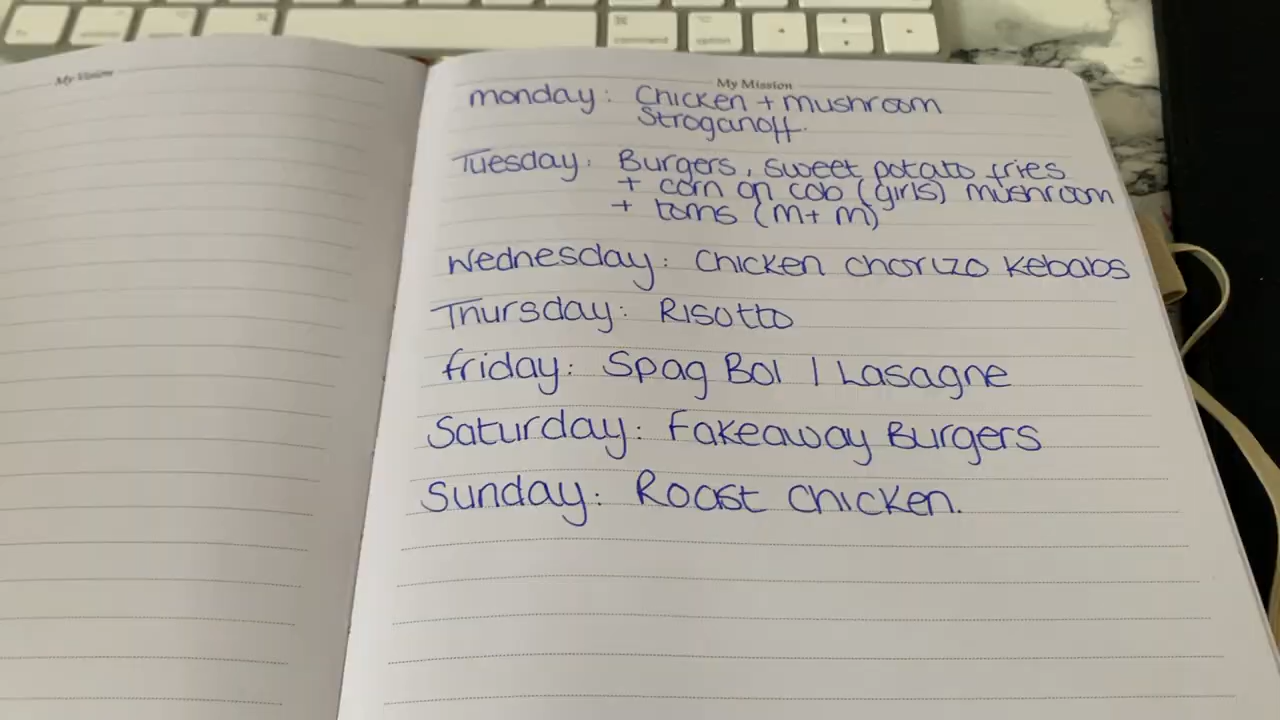 My Vision
My Mission
monday: Chicken + mushroom
Stroganoff.
Tuesday: Burgers, sweet potato fries
+ corn on cob (girls) mushroom
+ toms (m+m)
Wednesday: Chicken chorizo kebabs
Thursday: Risotto
friday: Spag Bol / Lasagne
Saturday: Fakeaway Burgers
Sunday: Roast chicken.